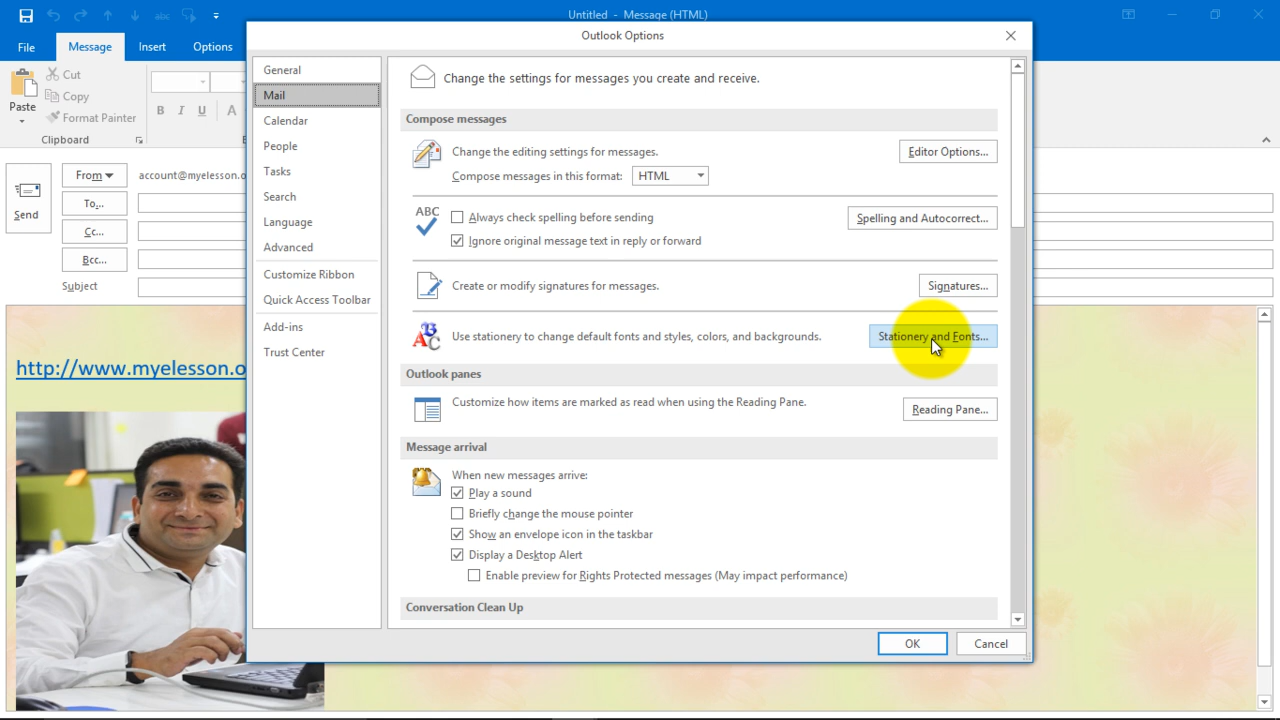 Untitled - Message (HTML)
File
Message
Insert
Options
Paste
Cut
Copy
Format Painter
B I U A
Clipboard
Send
From
account@myelesson.o
To...
Cc...
Bcc...
Subject
http://www.myelesson.o
Outlook Options
General
Mail
Calendar
People
Tasks
Search
Language
Advanced
Customize Ribbon
Quick Access Toolbar
Add-ins
Trust Center
Change the settings for messages you create and receive.
Compose messages
Change the editing settings for messages.
Editor Options...
Compose messages in this format: HTML
ABC
Always check spelling before sending
Spelling and Autocorrect...
Ignore original message text in reply or forward
Create or modify signatures for messages.
Signatures...
Use stationery to change default fonts and styles, colors, and backgrounds.
Stationery and Fonts...
Outlook panes
Customize how items are marked as read when using the Reading Pane.
Reading Pane...
Message arrival
When new messages arrive:
Play a sound
Briefly change the mouse pointer
Show an envelope icon in the taskbar
Display a Desktop Alert
Enable preview for Rights Protected messages (May impact performance)
Conversation Clean Up
OK
Cancel